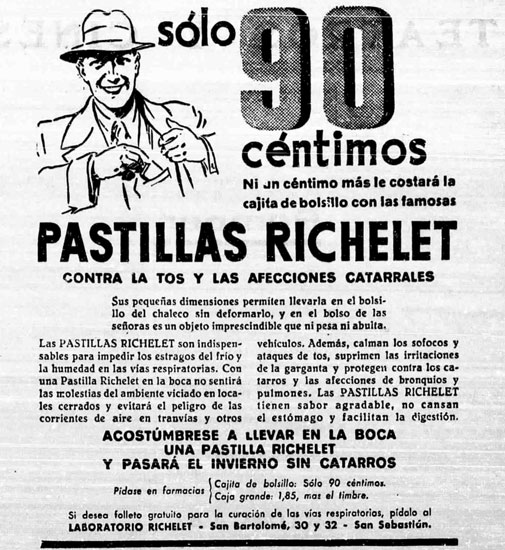 sólo 90
céntimos
Ni un céntimo más le costará la
cajita de bolsillo con las famosas
PASTILLAS RICHELET
CONTRA LA TOS Y LAS AFECCIONES CATARRALES
Sus pequeñas dimensiones permiten llevarla en el bolsi-
llo del chaleco sin deformarlo, y en el bolso de las
señoras es un objeto imprescindible que ni pesa ni abulta.
Las PASTILLAS RICHELET son indispen-
sables para impedir los estragos del frío y
la humedad en las vías respiratorias. Con
una Pastilla Richelet en la boca no sentirá
las molestias del ambiente viciado en loca-
les cerrados y evitará el peligro de las
corrientes de aire en tranvías y otros
vehículos. Además, calman los sofocos y
ataques de tos, suprimen las irritaciones
de la garganta y protegen contra los ca-
tarros y las afecciones de bronquios y
pulmones. Las PASTILLAS RICHELET
tienen sabor agradable, no cansan
el estómago y facilitan la digestión.
ACOSTÚMBRESE A LLEVAR EN LA BOCA
UNA PASTILLA RICHELET
Y PASARÁ EL INVIERNO SIN CATARROS
Pídase en farmacias { Cajita de bolsillo: Sólo 90 céntimos.
Caja grande: 1,85, mas el timbre.
Si desea folleto gratuito para la curación de las vías respiratorias, pídalo al
LABORATORIO RICHELET - San Bartolomé, 30 y 32 - San Sebastián.